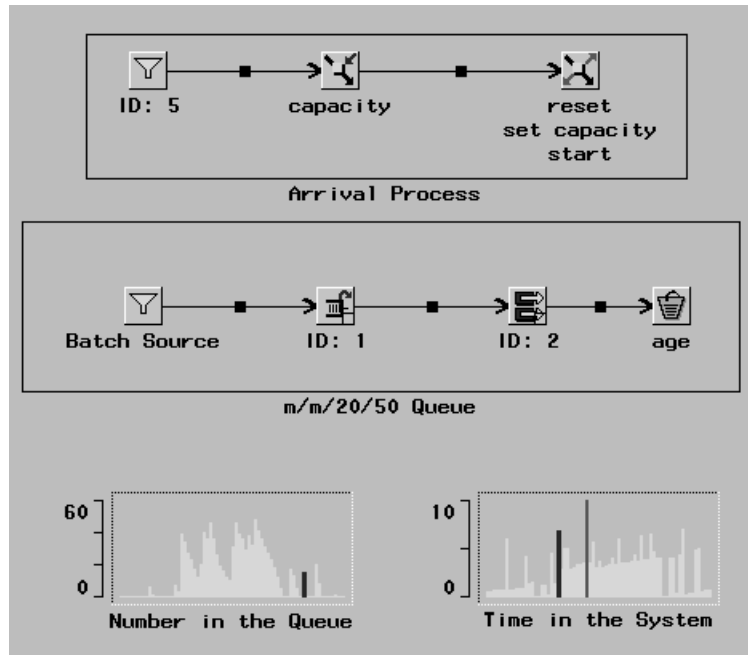 ID: 5
capacity
reset
set capacity
start
Arrival Process
Batch Source
ID: 1
ID: 2
age
m/m/20/50 Queue
60
0
Number in the Queue
10
0
Time in the System